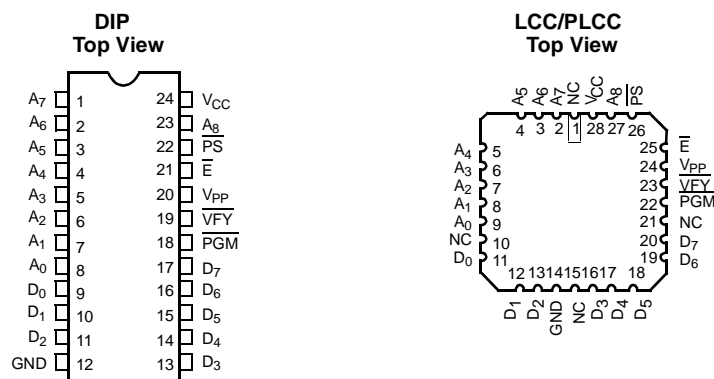 DIP
Top View
A7 1 24 VCC
A6 2 23 A8
A5 3 22 PS
A4 4 21 E
A3 5 20 VPP
A2 6 19 VFY
A1 7 18 PGM
A0 8 17 D7
D0 9 16 D6
D1 10 15 D5
D2 11 14 D4
GND 12 13 D3
LCC/PLCC
Top View
A5 A6 A7 NC VCC A8 PS
4 3 2 1 28 27 26
A4 5 25 E
A3 6 24 VPP
A2 7 23 VFY
A1 8 22 PGM
A0 9 21 NC
NC 10 20 D7
D0 11 19 D6
12 13 14 15 16 17 18
D1 D2 GND NC D3 D4 D5